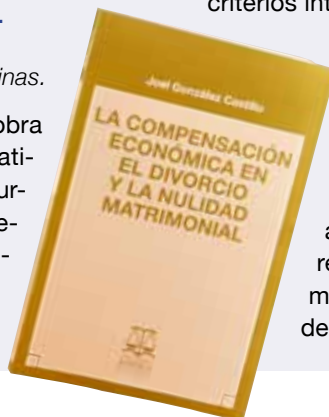 criterios int
inas.
obra
ati-
ur-
e-
-
Joel González Castillo
LA COMPENSACIÓN
ECONÓMICA EN
EL DIVORCIO
Y LA NULIDAD
MATRIMONIAL
a
re
m
de